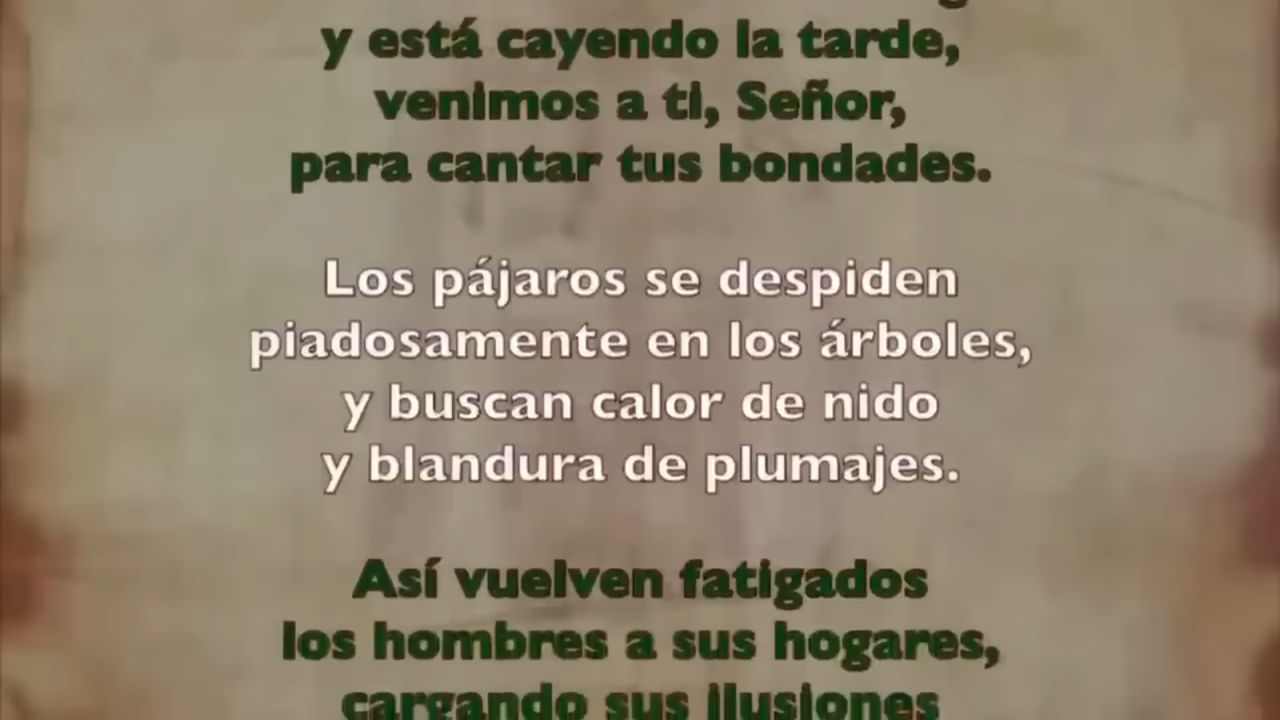 y está cayendo la tarde,
venimos a ti, Señor,
para cantar tus bondades.
Los pájaros se despiden
piadosamente en los árboles,
y buscan calor de nido
y blandura de plumajes.
Así vuelven fatigados
los hombres a sus hogares,
cargando sus ilusiones